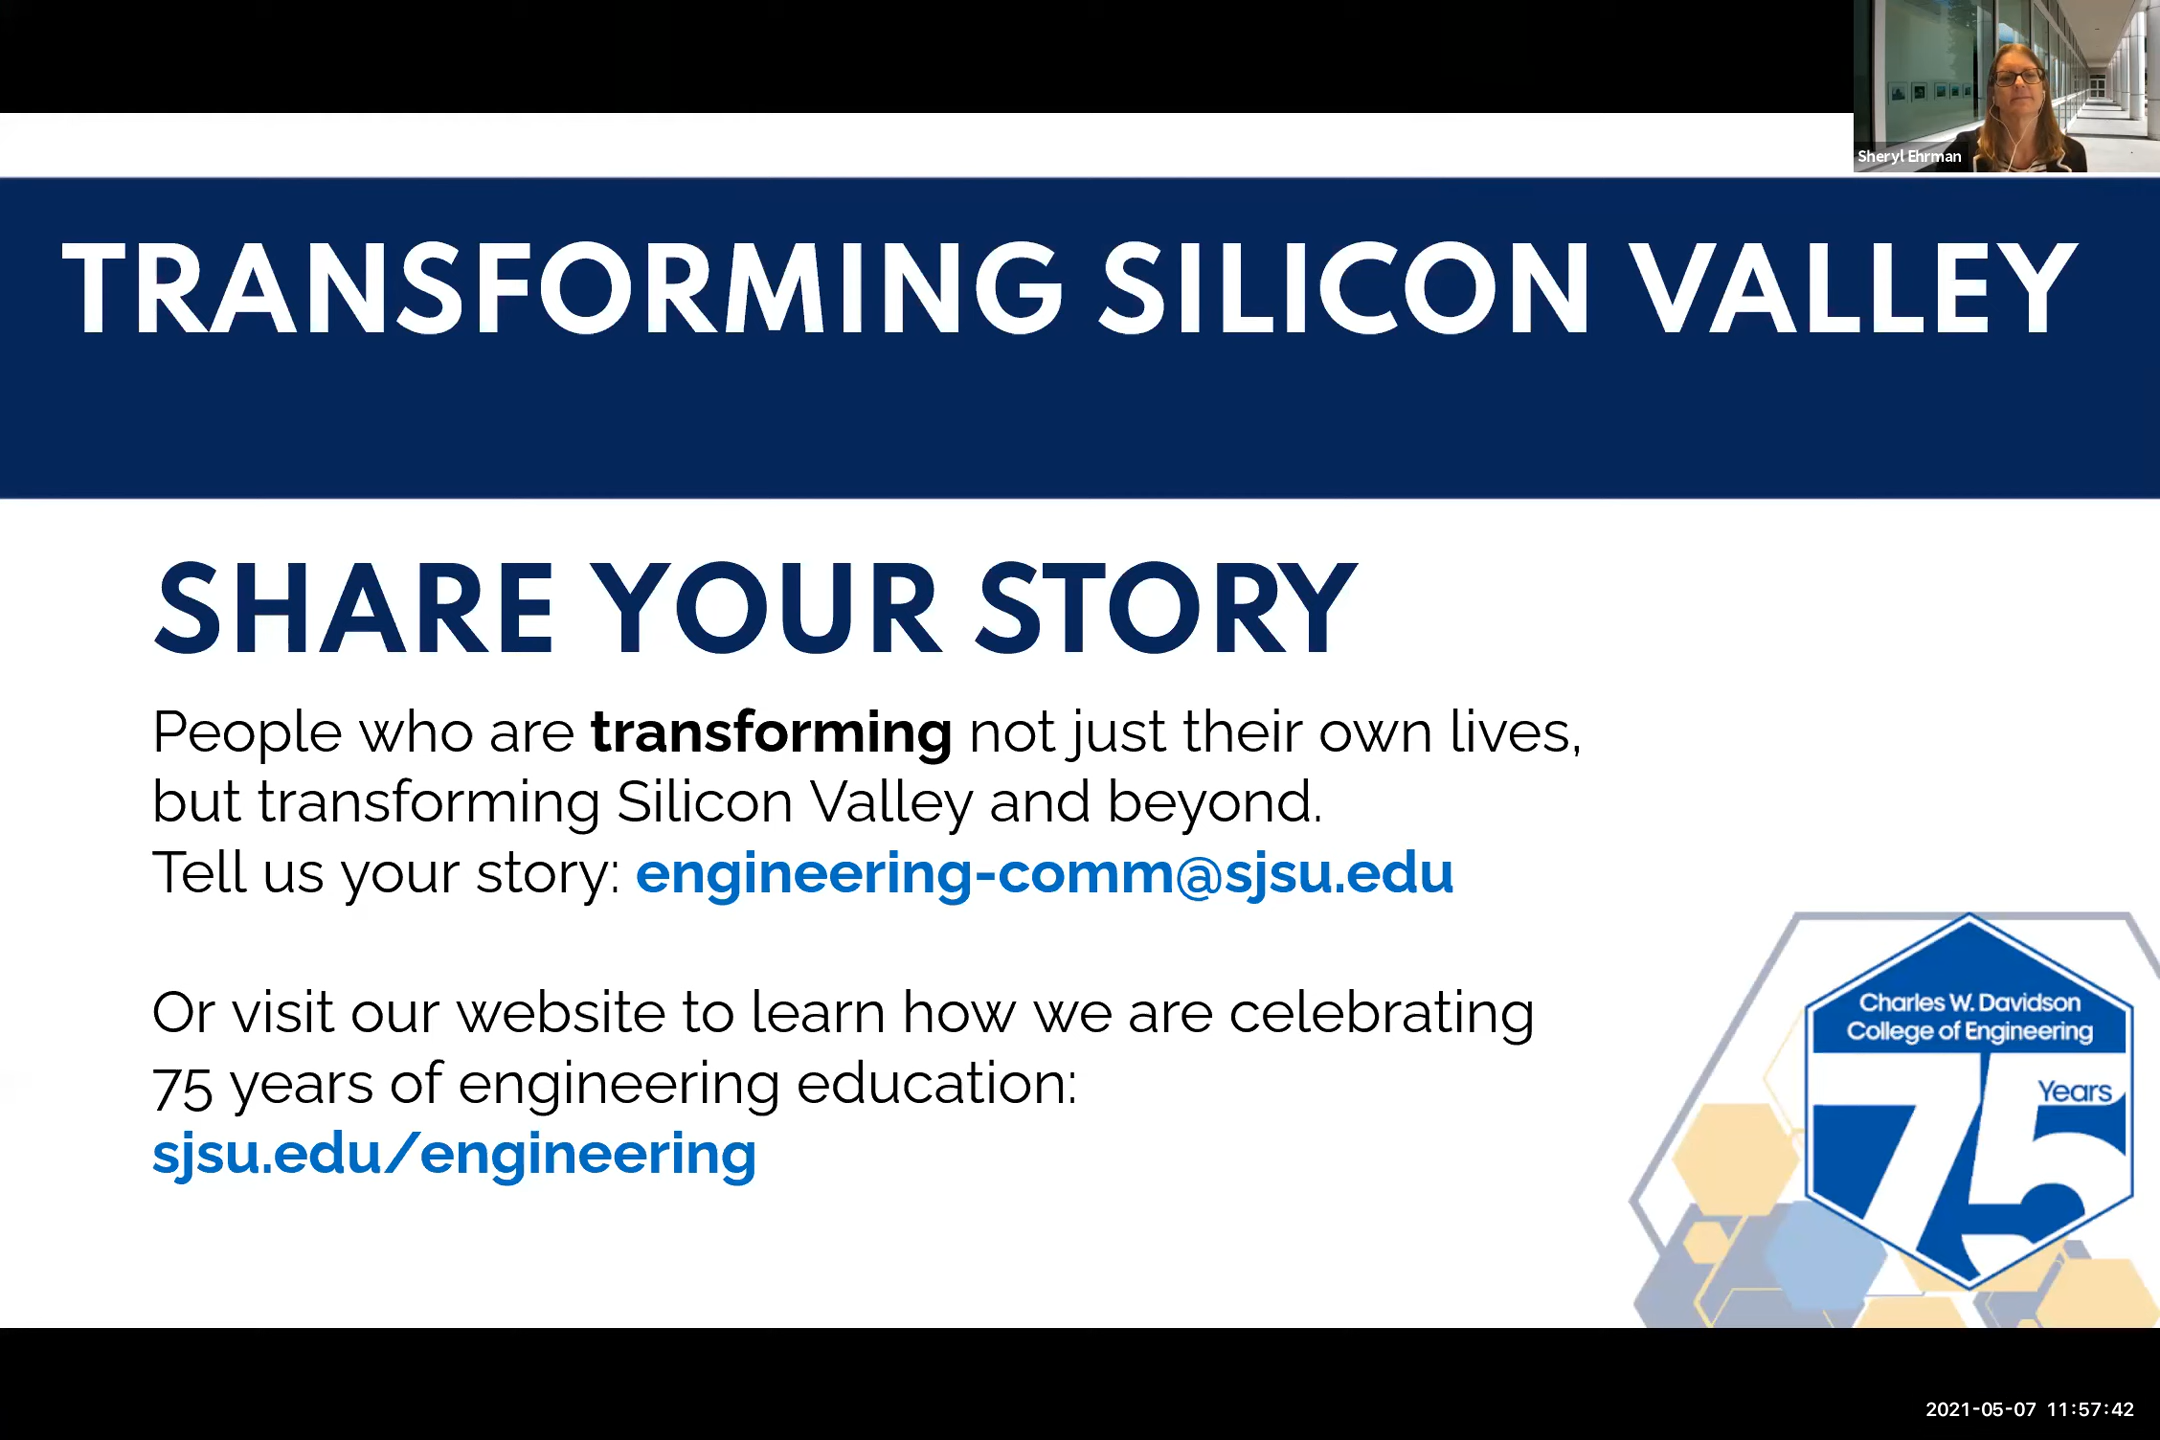 Sheryl Ehrman
TRANSFORMING SILICON VALLEY
SHARE YOUR STORY
People who are transforming not just their own lives,
but transforming Silicon Valley and beyond.
Tell us your story: engineering-comm@sjsu.edu
Or visit our website to learn how we are celebrating
75 years of engineering education:
sjsu.edu/engineering
Charles W. Davidson
College of Engineering
75 Years
2021-05-07 11:57:42